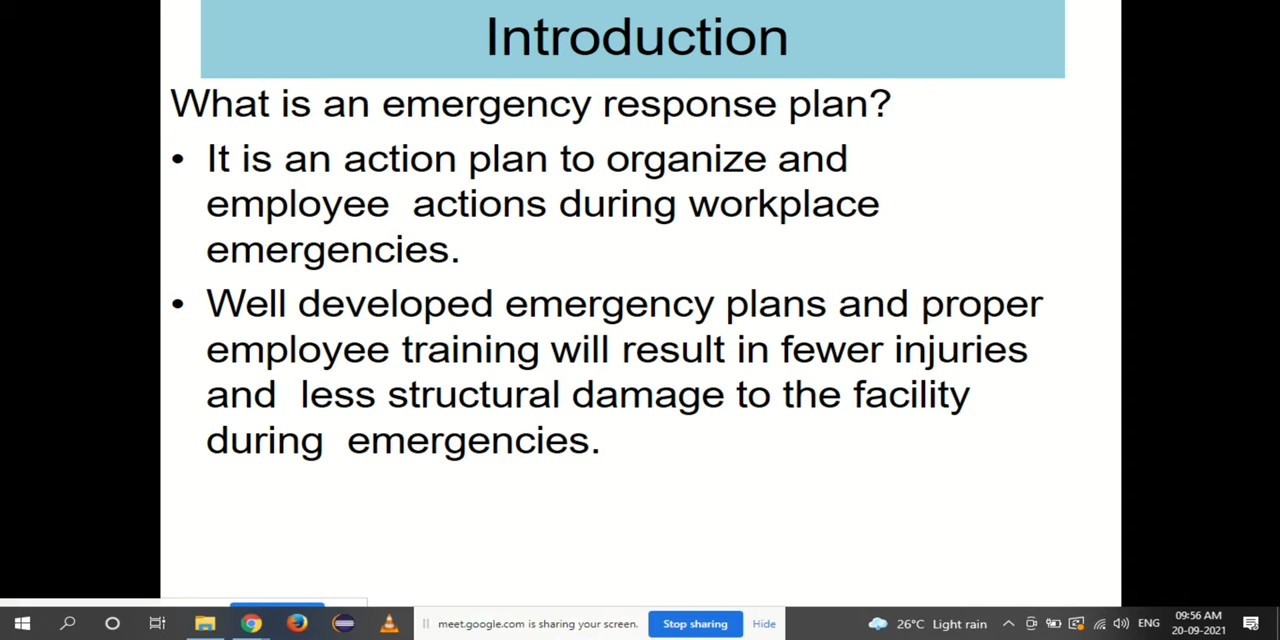 Introduction
What is an emergency response plan?
• It is an action plan to organize and
employee  actions during workplace
emergencies.
• Well developed emergency plans and proper
employee training will result in fewer injuries
and  less structural damage to the facility
during  emergencies.
meet.google.com is sharing your screen.
Stop sharing
Hide
26°C Light rain
ENG
09:56 AM
20-09-2021